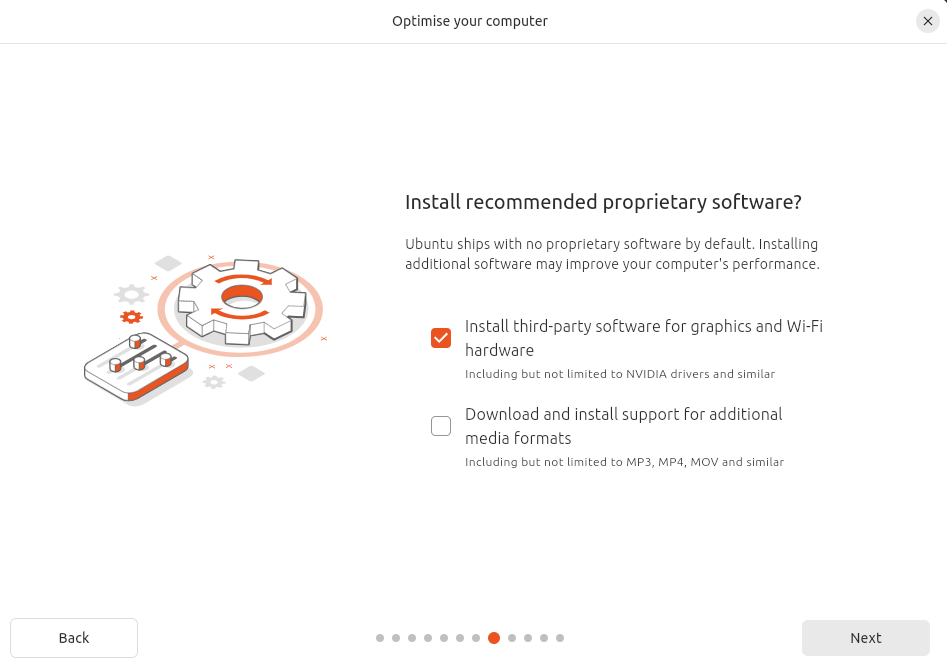 Optimise your computer
Install recommended proprietary software?
Ubuntu ships with no proprietary software by default. Installing
additional software may improve your computer's performance.
Install third-party software for graphics and Wi-Fi
hardware
Including but not limited to NVIDIA drivers and similar
Download and install support for additional
media formats
Including but not limited to MP3, MP4, MOV and similar
Back
Next